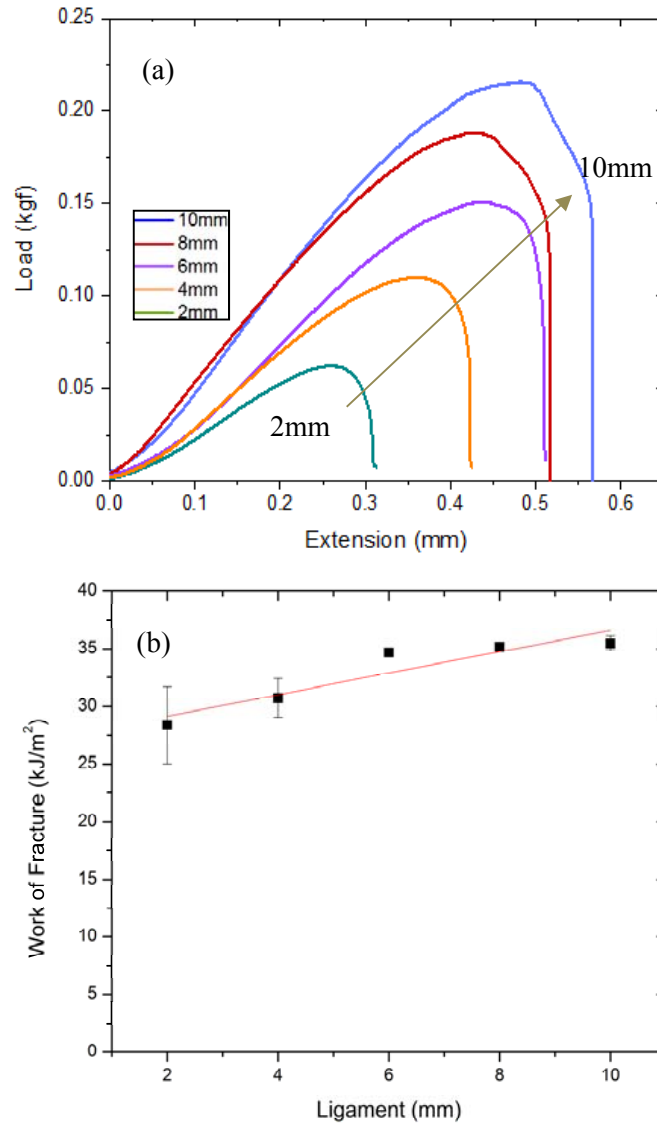 (a)
0.25
0.20
0.15
0.10
0.05
0.00
Load (kgf)
10mm
8mm
6mm
4mm
2mm
10mm
2mm
0.0 0.1 0.2 0.3 0.4 0.5 0.6
Extension (mm)
(b)
40
35
30
25
20
15
10
5
0
Work of Fracture (kJ/m²)
2 4 6 8 10
Ligament (mm)